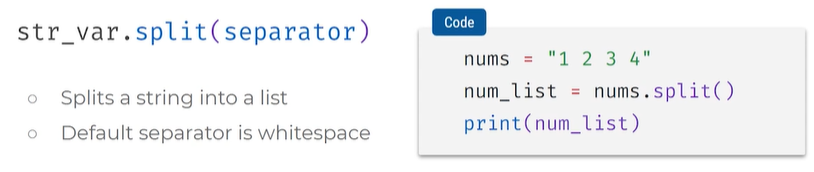 str_var.split(separator)
○ Splits a string into a list
○ Default separator is whitespace
Code
nums = "1 2 3 4"
num_list = nums.split()
print(num_list)